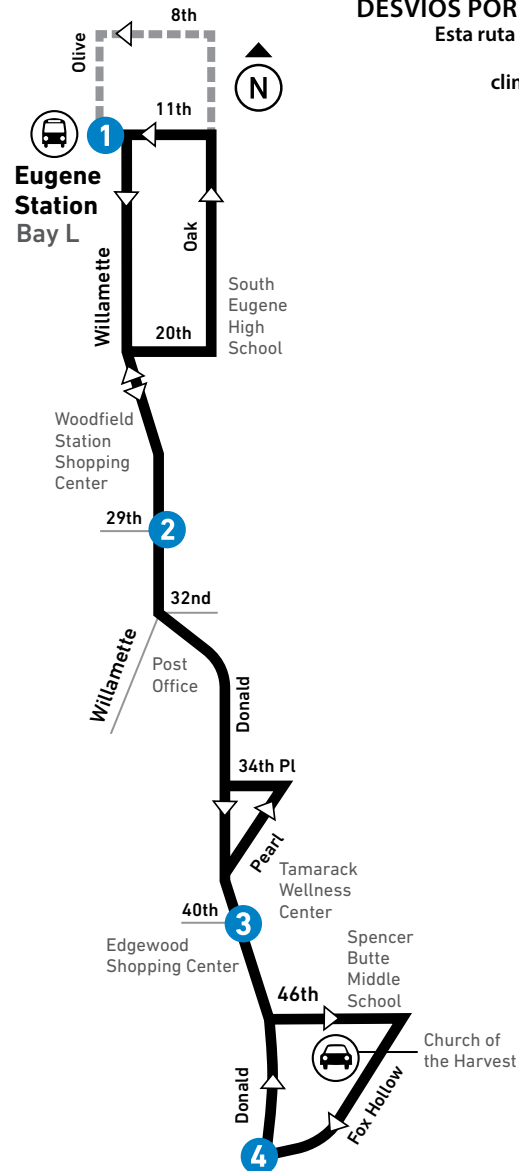 DESVIOS POR
Esta ruta
clin
8th
Olive
N
11th
1
Eugene
Station
Bay L
Willamette
Oak
South
Eugene
High
School
20th
Woodfield
Station
Shopping
Center
29th
2
32nd
Willamette
Post
Office
Donald
34th Pl
Pearl
Tamarack
Wellness
Center
40th
3
Edgewood
Shopping Center
Spencer
Butte
Middle
School
46th
Church of
the Harvest
Donald
Fox Hollow
4